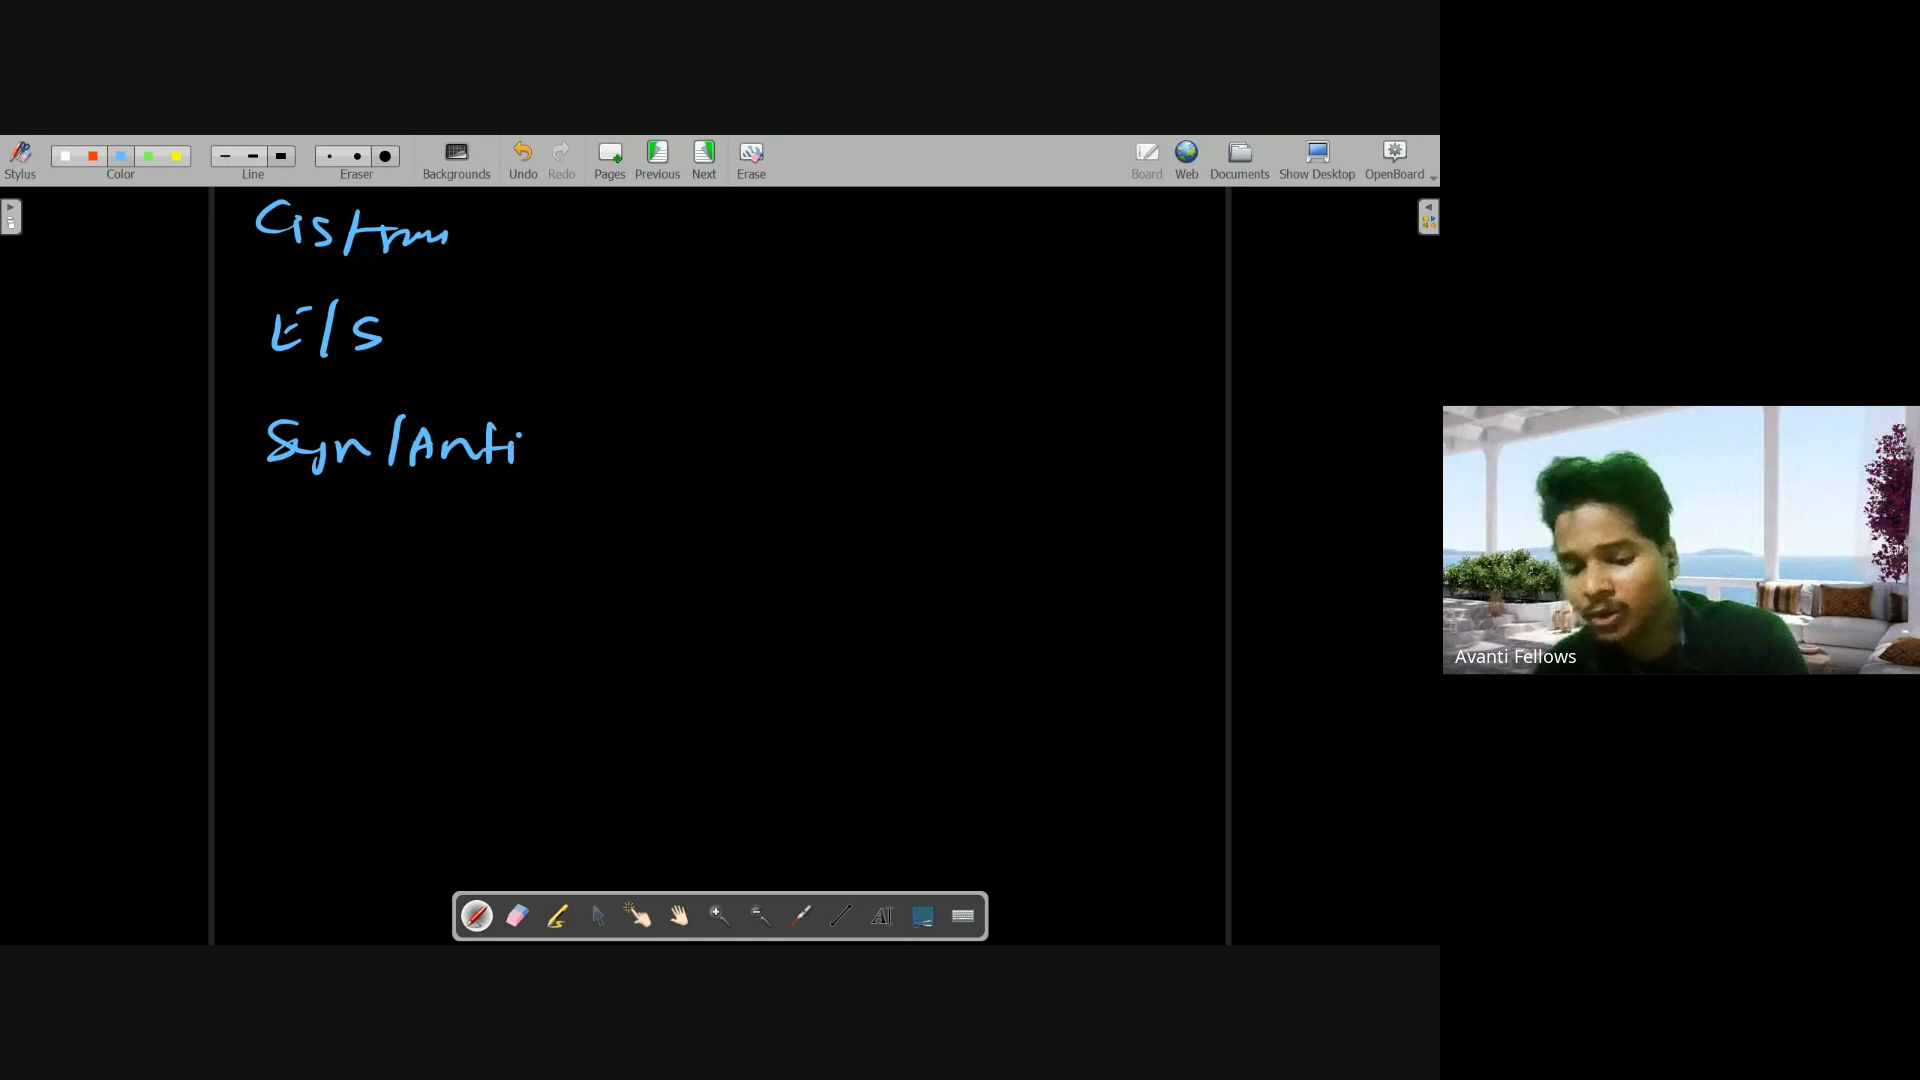 Stylus Color Line Eraser Backgrounds Undo Redo Pages Previous Next Erase Board Web Documents Show Desktop OpenBoard
Cis/
E/S
Syn/Anti
Avanti Fellows
AI